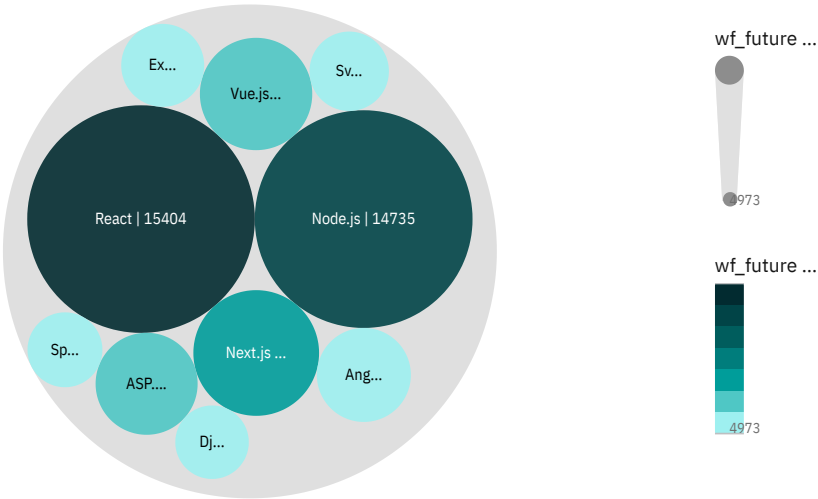 Ex...
Sv...
Vue.js...
React | 15404
Node.js | 14735
Sp...
Next.js ...
ASP....
Ang...
Dj...
wf_future ...
4973
wf_future ...
4973